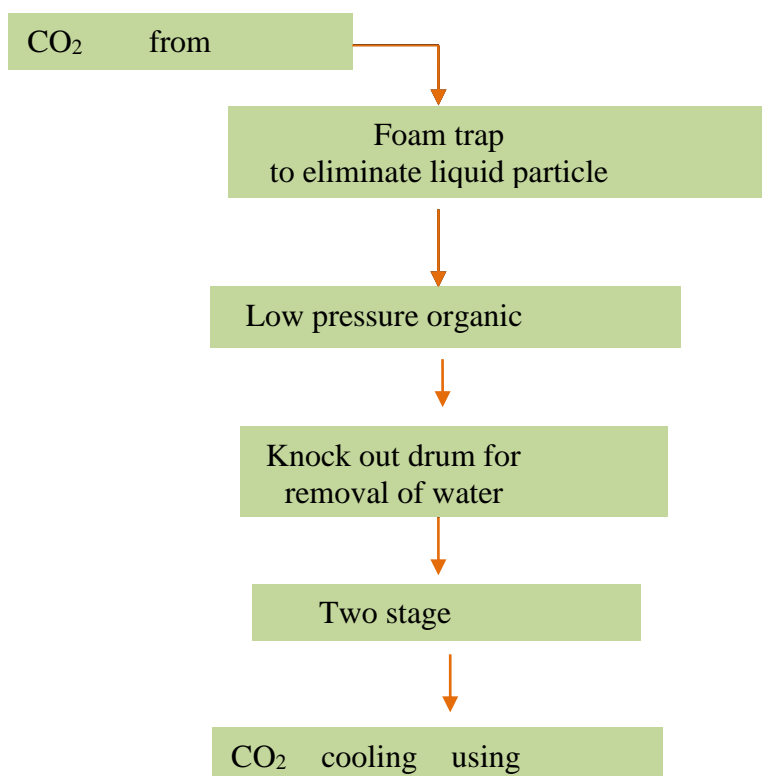 CO₂ from
Foam trap
to eliminate liquid particle
Low pressure organic
Knock out drum for
removal of water
Two stage
CO₂ cooling using